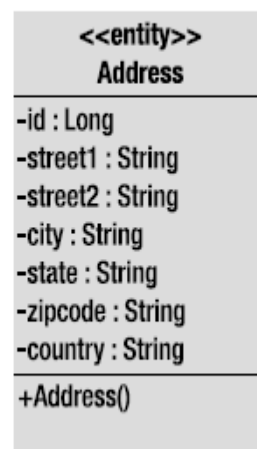 <<entity>>
Address
-id : Long
-street1 : String
-street2 : String
-city : String
-state : String
-zipcode : String
-country : String
+Address()